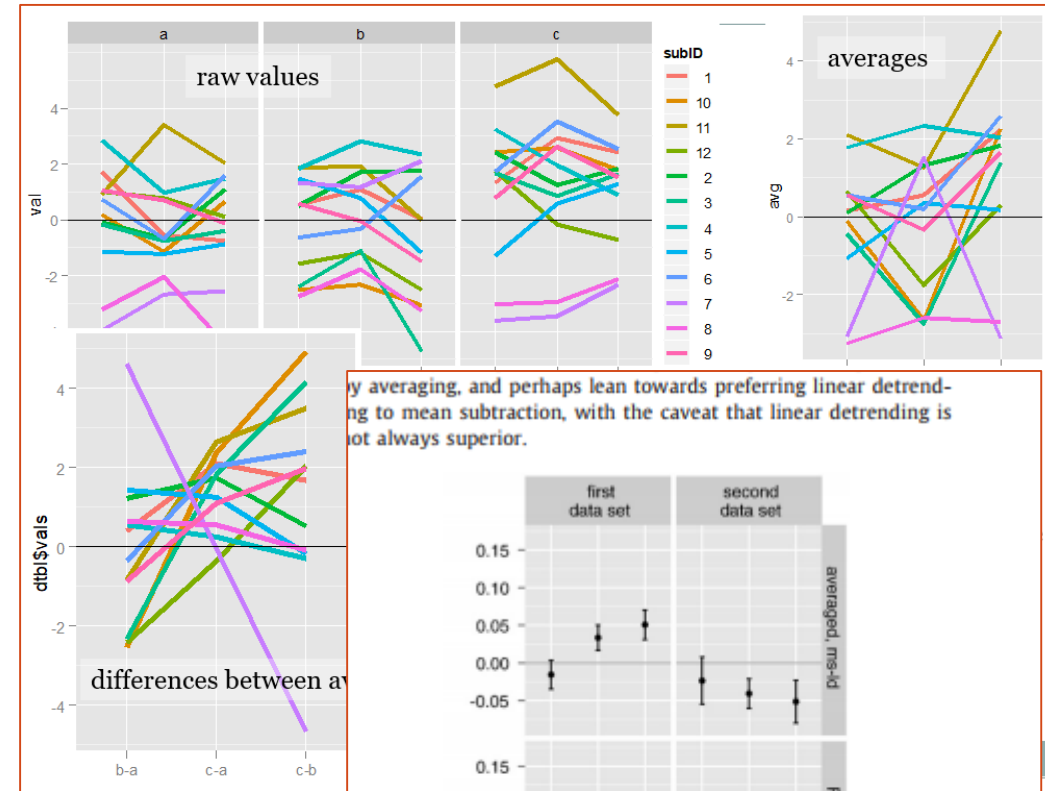 a
b
c
raw values
val
4
2
0
-2
subID
1
10
11
12
2
3
4
5
6
7
8
9
averages
avg
4
2
0
-2
dtbl$vals
4
2
0
-2
-4
differences between av
b-a
c-a
c-b
by averaging, and perhaps lean towards preferring linear detrend-
ng to mean subtraction, with the caveat that linear detrending is
not always superior.
first
data set
second
data set
0.15
0.05
0.00
-0.05
averaged, ms-id
0.15